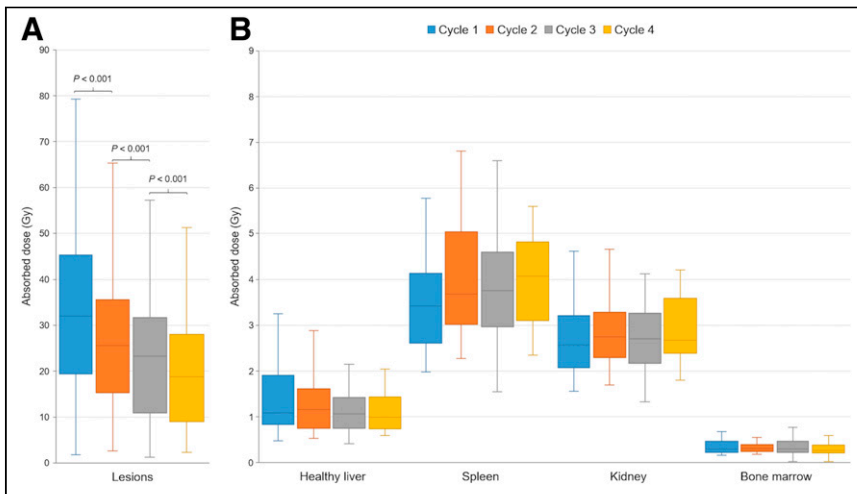 A
B
Cycle 1 Cycle 2 Cycle 3 Cycle 4
Absorbed dose (Gy)
90
80
70
60
50
40
30
20
10
0
P < 0.001
P < 0.001
P < 0.001
Lesions
Absorbed dose (Gy)
9
8
7
6
5
4
3
2
1
0
Healthy liver Spleen Kidney Bone marrow